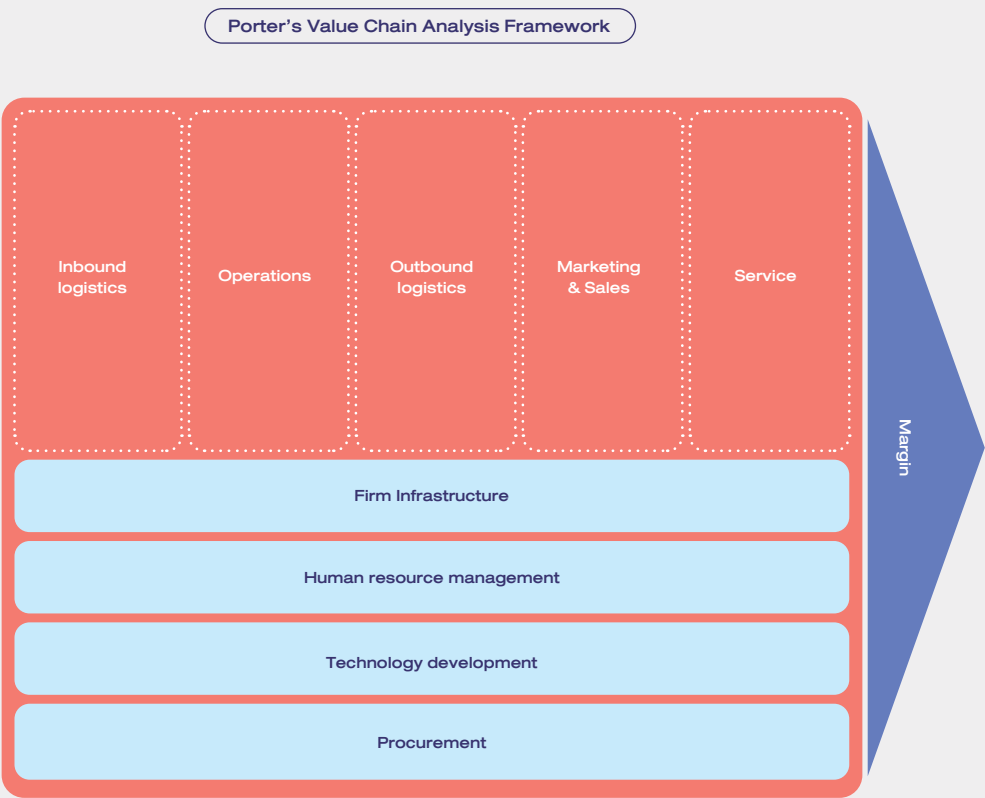 Porter’s Value Chain Analysis Framework
Inbound
logistics
Operations
Outbound
logistics
Marketing
& Sales
Service
Margin
Firm Infrastructure
Human resource management
Technology development
Procurement